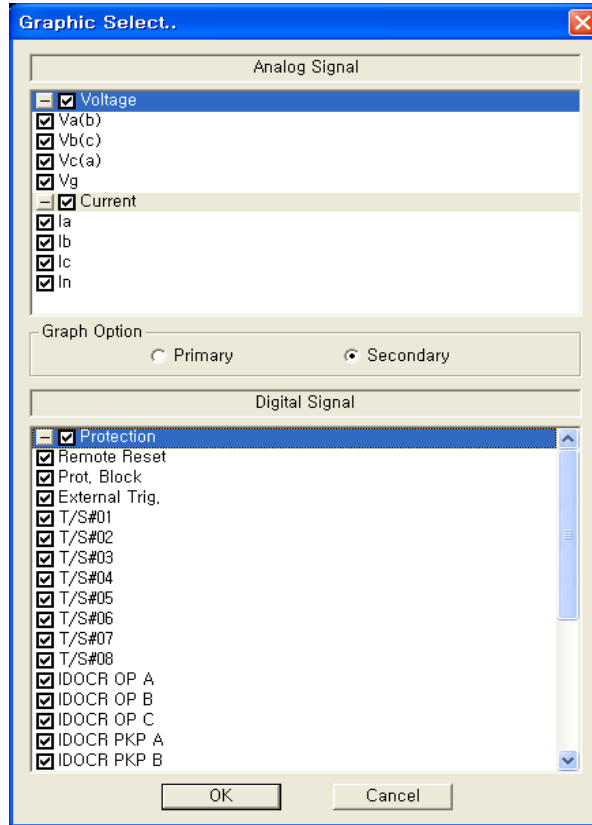 Graphic Select..
Analog Signal
Voltage
Va(b)
Vb(c)
Vc(a)
Vg
Current
Ia
Ib
Ic
In
Graph Option
Primary
Secondary
Digital Signal
Protection
Remote Reset
Prot. Block
External Trig.
T/S#01
T/S#02
T/S#03
T/S#04
T/S#05
T/S#06
T/S#07
T/S#08
IDOCR OP A
IDOCR OP B
IDOCR OP C
IDOCR PKP A
IDOCR PKP B
OK Cancel